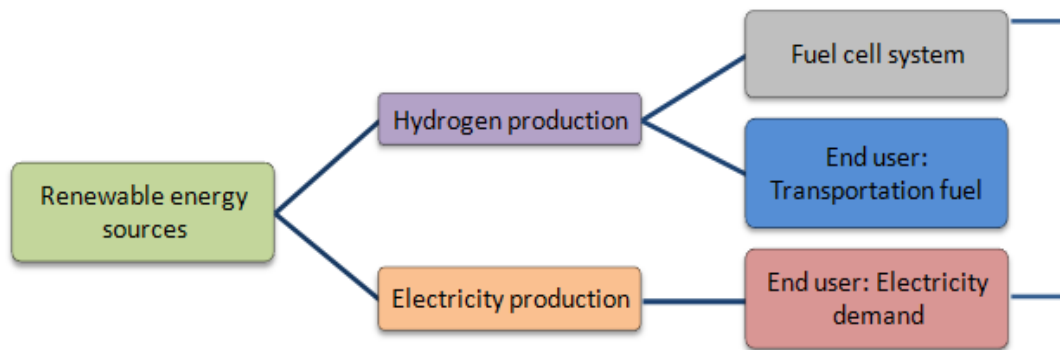 Fuel cell system
Hydrogen production
End user:
Transportation fuel
Renewable energy
sources
Electricity production
End user: Electricity
demand